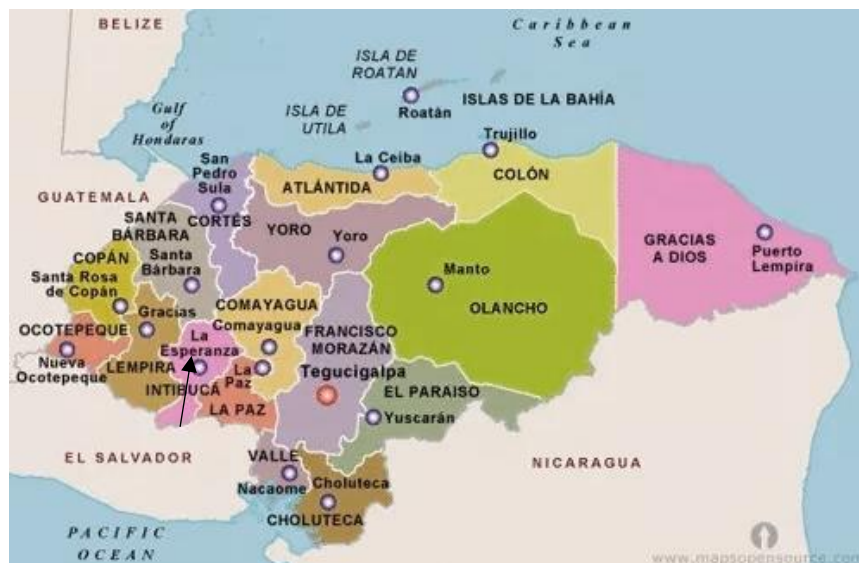 BELIZE
Caribbean
Sea
ISLA DE
ROATAN
ISLAS DE LA BAHÍA
Roatán
ISLA DE
UTILA
Gulf
of
Hondaras
Trujillo
San
Pedro
Sula
La Ceiba
COLÓN
ATLÁNTIDA
GUATEMALA
SANTA
BÁRBARA
CORTÉS
YORO
Yoro
GRACIAS
A DIOS
Puerto
Lempira
COPÁN
Santa
Bárbara
Santa Rosa
de Copán
Manto
OLANCHO
COMAYAGUA
Comayagua
Gracías
OCOTEPEQUE
La
Esperanza
FRANCISCO
MORAZÁN
Nueva
Ocotepeque
LEMPIRA
La
Paz
Tegucigalpa
INTIBUCÁ
LA PAZ
EL PARAISO
Yuscarán
EL SALVADOR
VALLE
Nacaome
Choluteca
CHOLUTECA
NICARAGUA
PACIFIC
OCEAN
www.mapsopensource.com